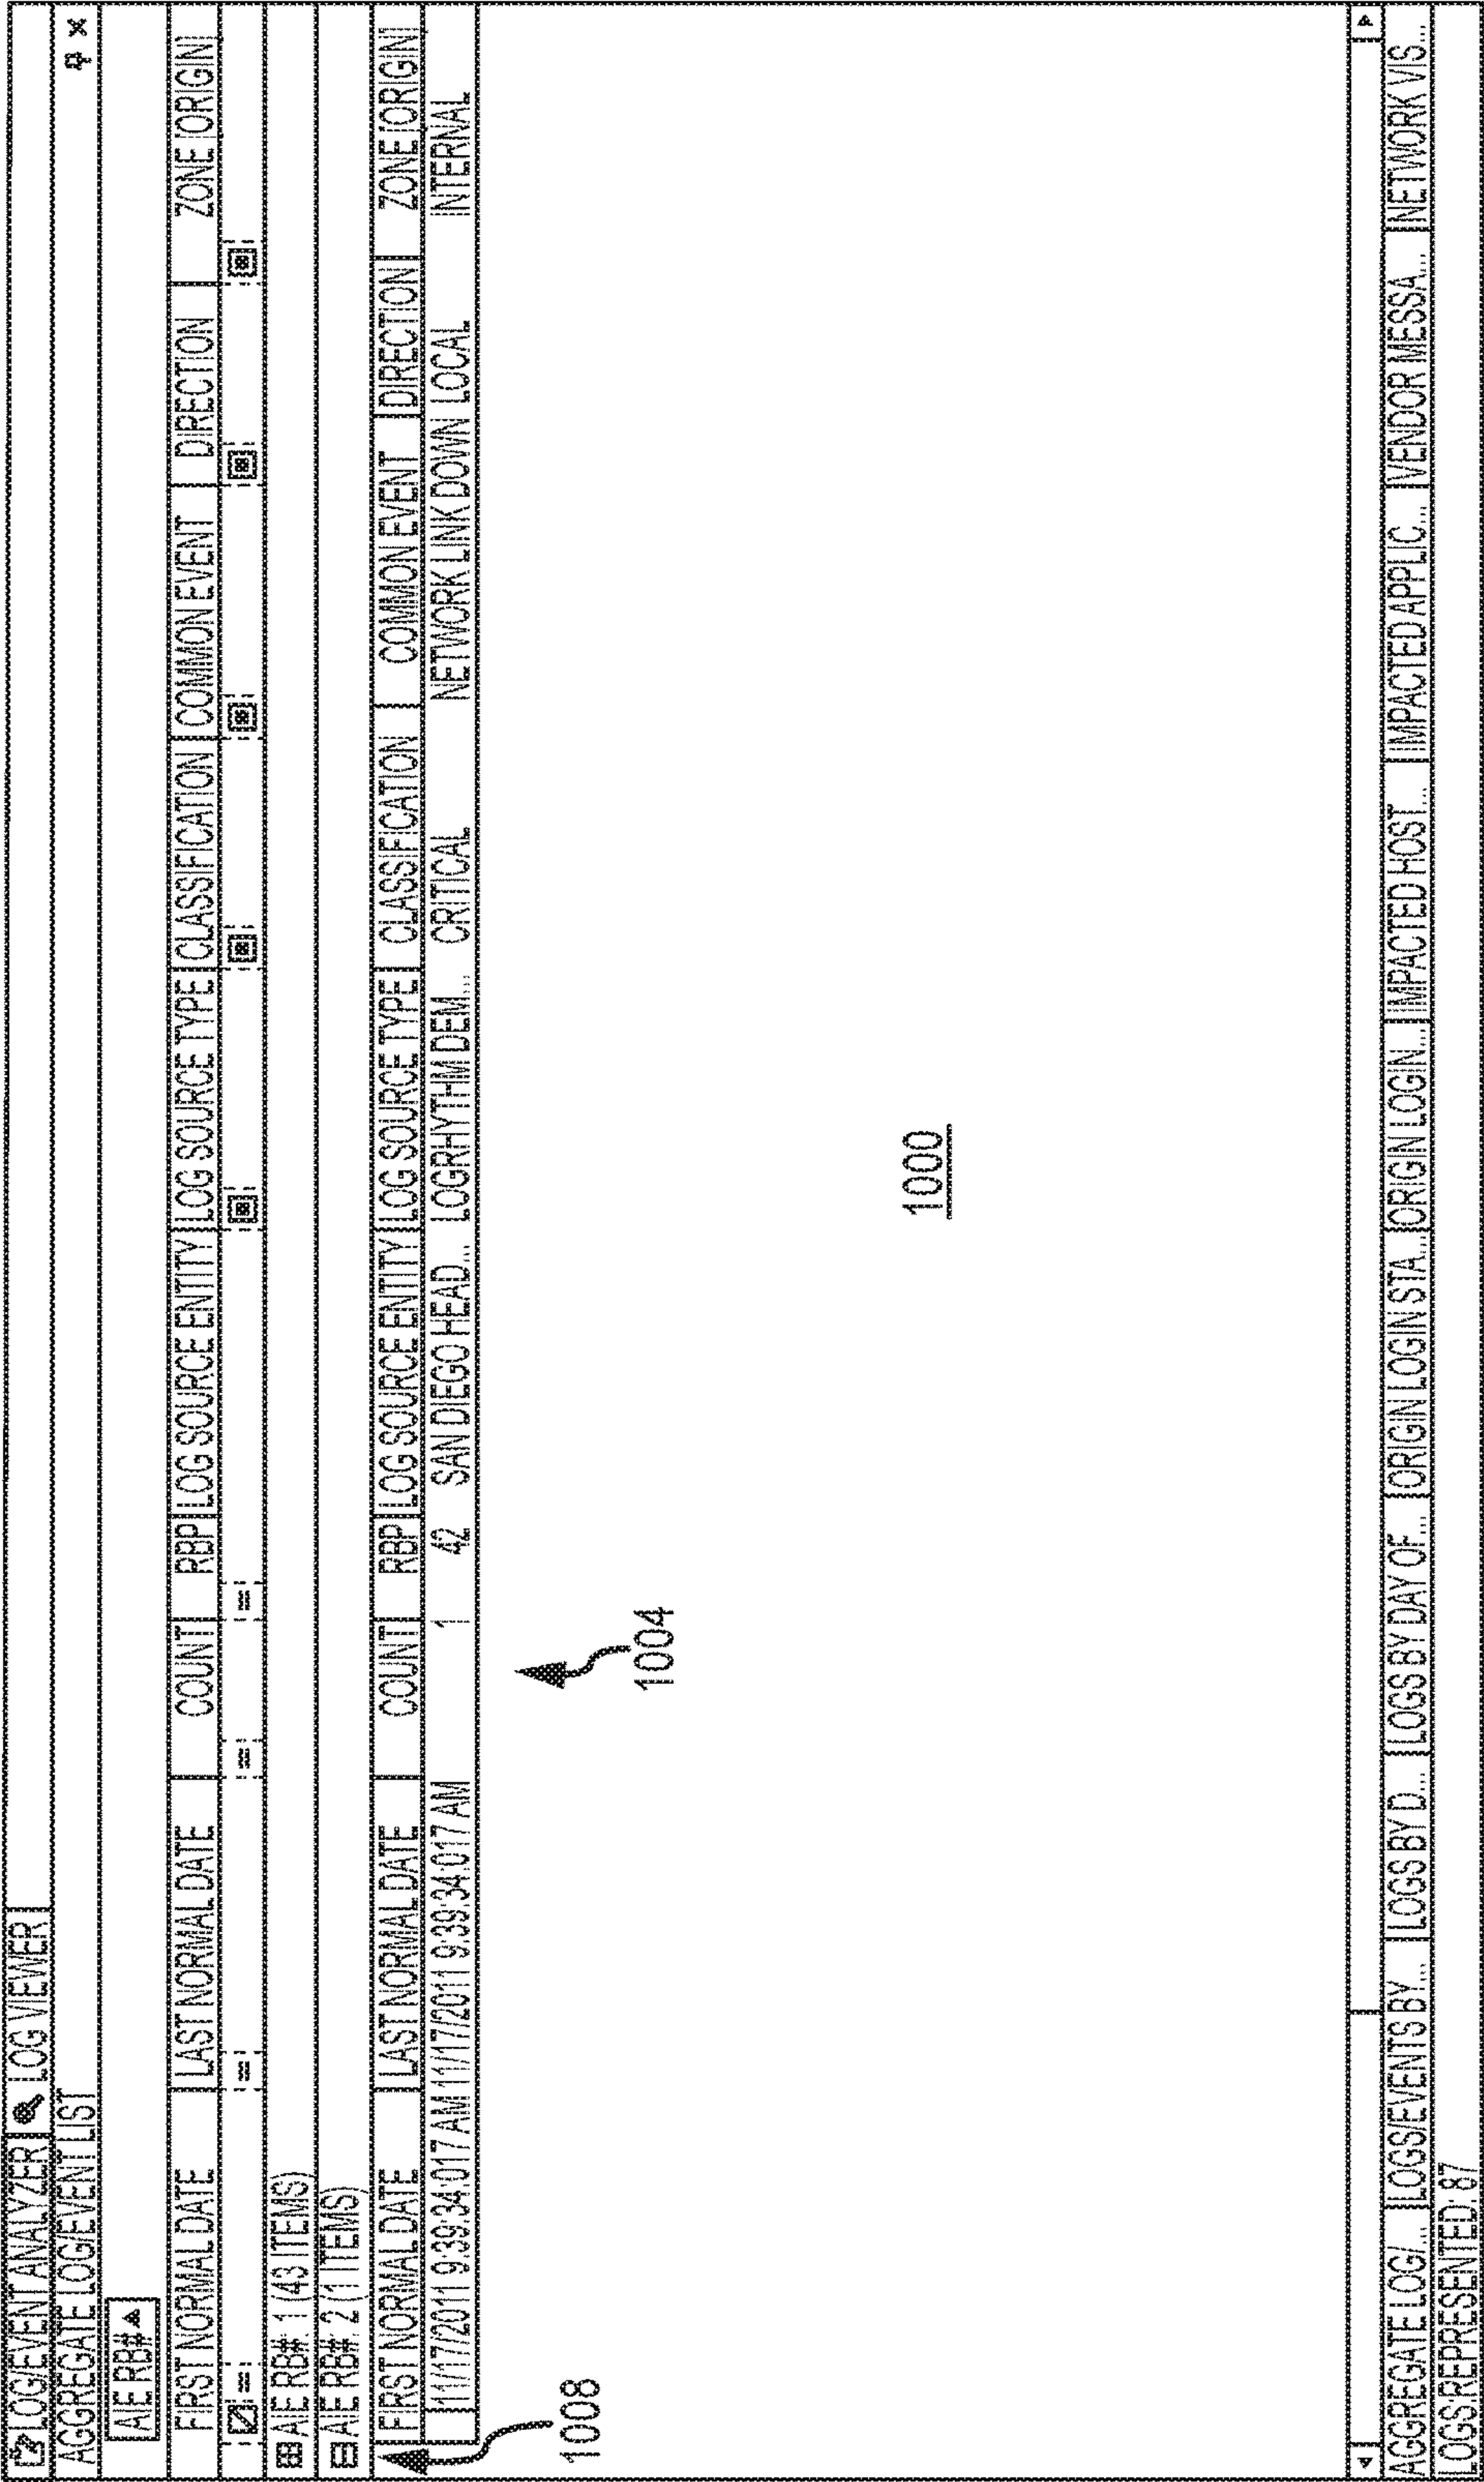 LOG/EVENT ANALYZER LOG VIEWER
AGGREGATE LOG/EVENT LIST
AIE RB#
FIRST NORMAL DATE LAST NORMAL DATE COUNT RBP LOG SOURCE ENTITY LOG SOURCE TYPE CLASSIFICATION COMMON EVENT DIRECTION ZONE (ORIGIN)
= = = =
AIE RB#: 1 (43 ITEMS)
AIE RB#: 2 (1 ITEMS)
FIRST NORMAL DATE LAST NORMAL DATE COUNT RBP LOG SOURCE ENTITY LOG SOURCE TYPE CLASSIFICATION COMMON EVENT DIRECTION ZONE (ORIGIN)
11/17/2011 9:39:34:017 AM 11/17/2011 9:39:34:017 AM 1 42 SAN DIEGO HEAD... LOGRHYTHM DEM... CRITICAL NETWORK LINK DOWN LOCAL INTERNAL
1008
1004
1000
AGGREGATE LOG/... LOGS/EVENTS BY... LOGS BY D... LOGS BY DAY OF... ORIGIN LOGIN STA... ORIGIN LOGIN... IMPACTED HOST... IMPACTED APPLIC... VENDOR MESSA... NETWORK VIS...
LOGS REPRESENTED: 87